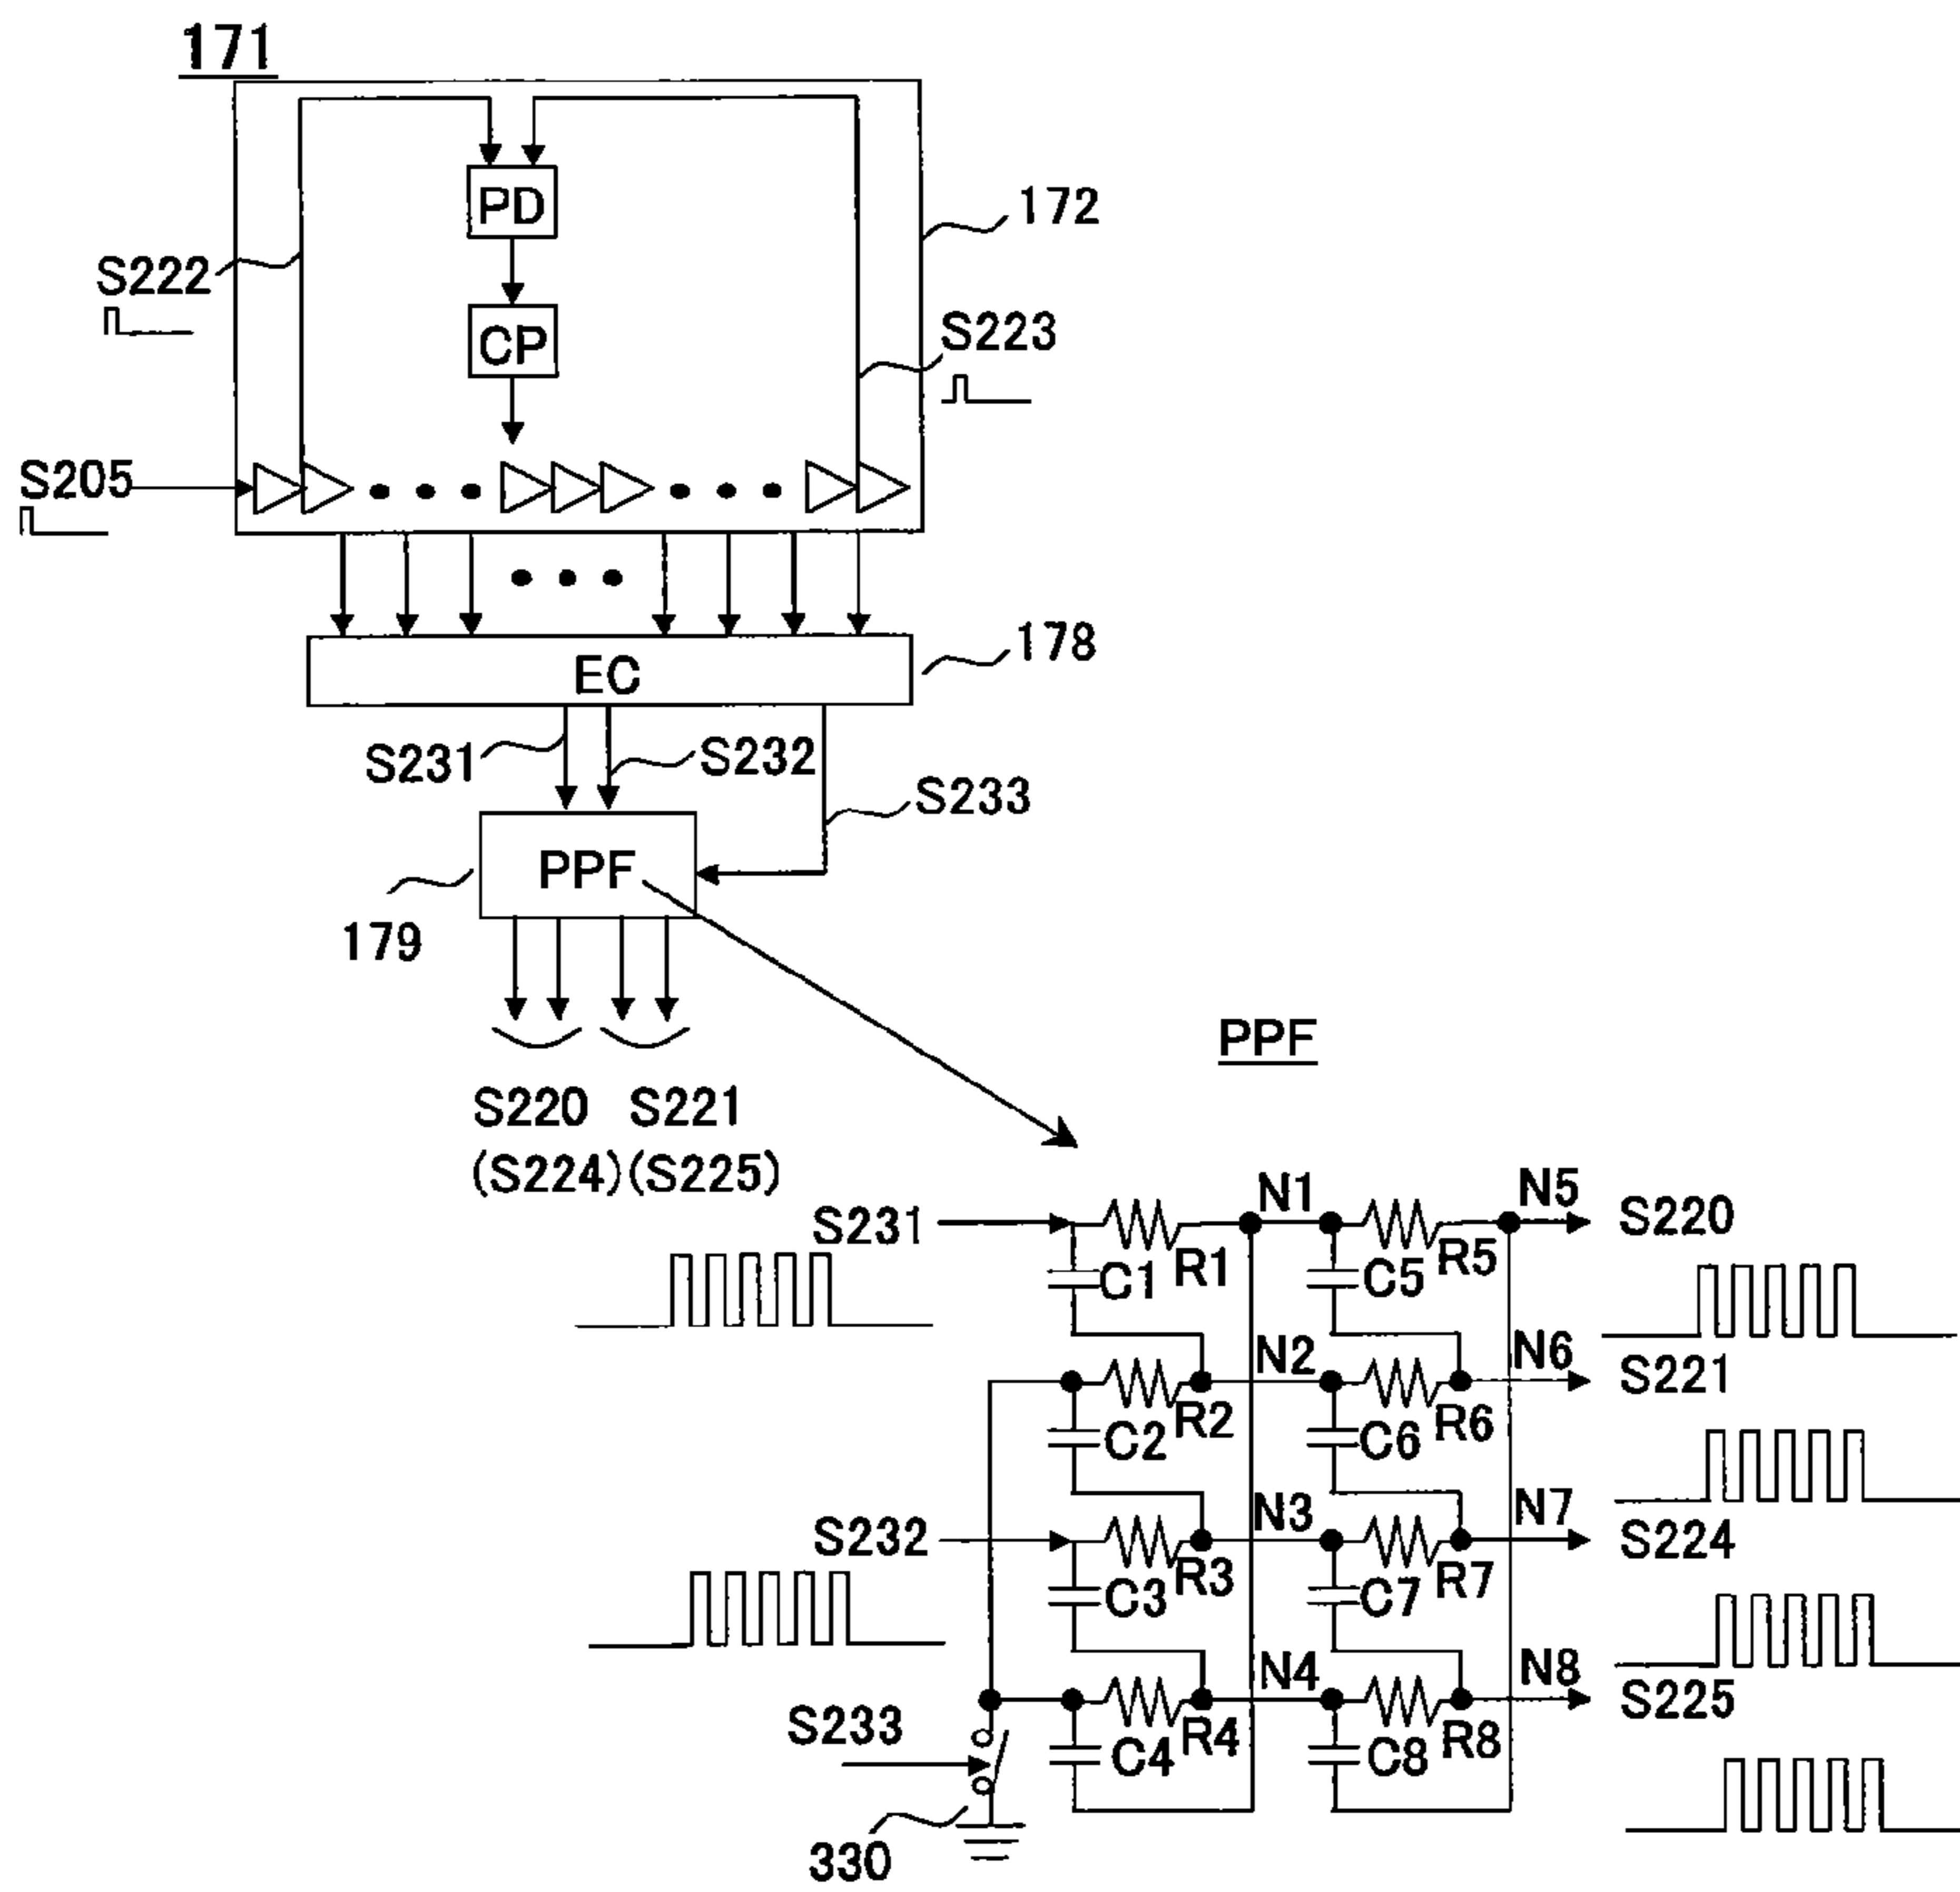 171
PD
172
S222
CP
S223
S205
EC
178
S231
S232
S233
PPF
179
S220 S221
(S224)(S225)
PPF
S231
R1
C1
N1
R5
C5
N5
S220
R2
C2
N2
R6
C6
N6
S221
S232
R3
C3
N3
R7
C7
N7
S224
S233
R4
C4
N4
R8
C8
N8
S225
330